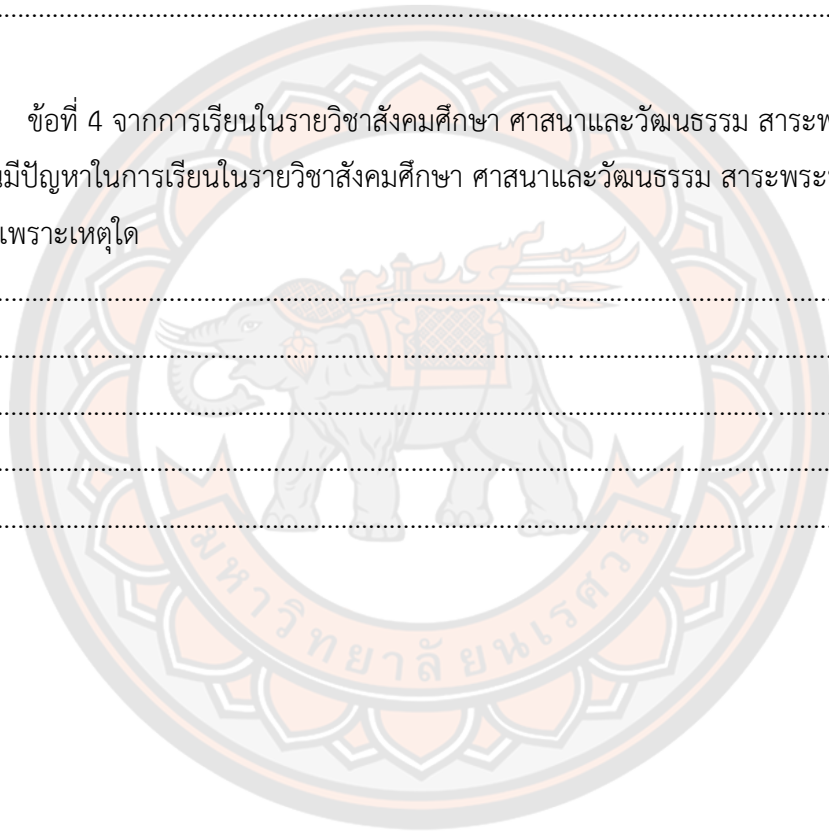 ข้อที่ 4 จากการเรียนในรายวิชาสังคมศึกษา ศาสนาและวัฒนธรรม สาระพ
มีปัญหาในการเรียนในรายวิชาสังคมศึกษา ศาสนาและวัฒนธรรม สาระพระ
เพราะเหตุใด
มหาวิทยาลัยนเรศวร